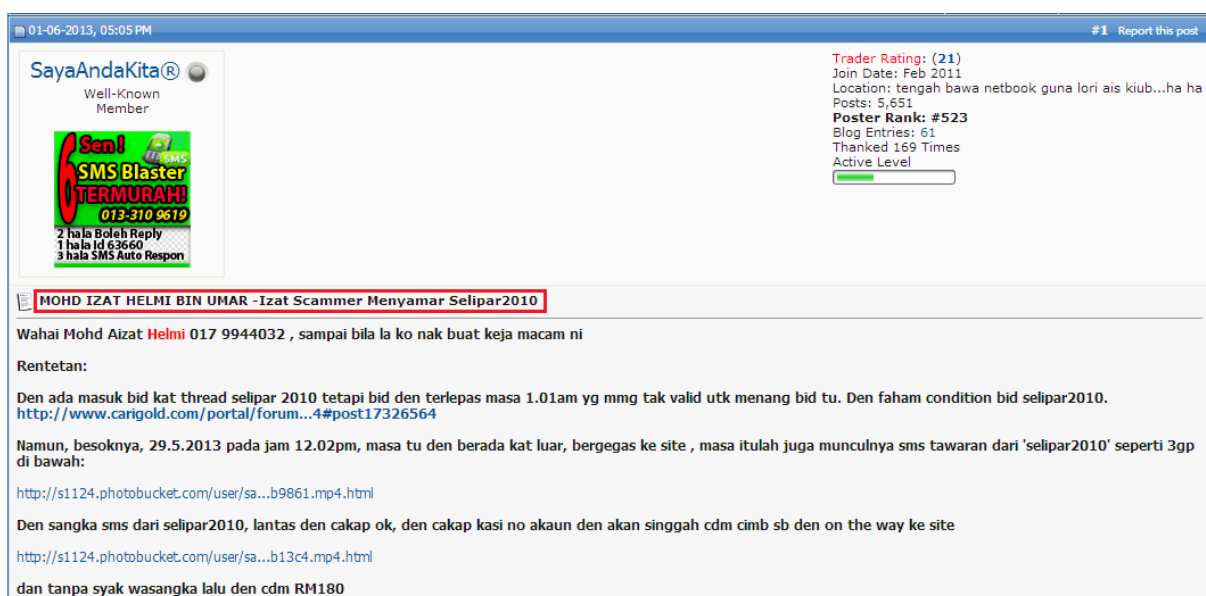 01-06-2013, 05:05 PM
#1 Report this post
SayaAndaKita®
Well-Known
Member
6 Sen!
SMS
SMS Blaster
TERMURAH!
013-310 9619
2 hala Boleh Reply
1 hala Id 63660
3 hala SMS Auto Respon
Trader Rating: (21)
Join Date: Feb 2011
Location: tengah bawa netbook guna lori ais kiub...ha ha
Posts: 5,651
Poster Rank: #523
Blog Entries: 61
Thanked 169 Times
Active Level
MOHD IZAT HELMI BIN UMAR -Izat Scammer Menyamar Selipar2010
Wahai Mohd Aizat Helmi 017 9944032 , sampai bila la ko nak buat keja macam ni
Rentetan:
Den ada masuk bid kat thread selipar 2010 tetapi bid den terlepas masa 1.01am yg mmg tak valid utk menang bid tu. Den faham condition bid selipar2010.
http://www.carigold.com/portal/forum...4#post17326564
Namun, besoknya, 29.5.2013 pada jam 12.02pm, masa tu den berada kat luar, bergegas ke site , masa itulah juga munculnya sms tawaran dari 'selipar2010' seperti 3gp
di bawah:
http://s1124.photobucket.com/user/sa...b9861.mp4.html
Den sangka sms dari selipar2010, lantas den cakap ok, den cakap kasi no akaun den akan singgah cdm cimb sb den on the way ke site
http://s1124.photobucket.com/user/sa...b13c4.mp4.html
dan tanpa syak wasangka lalu den cdm RM180